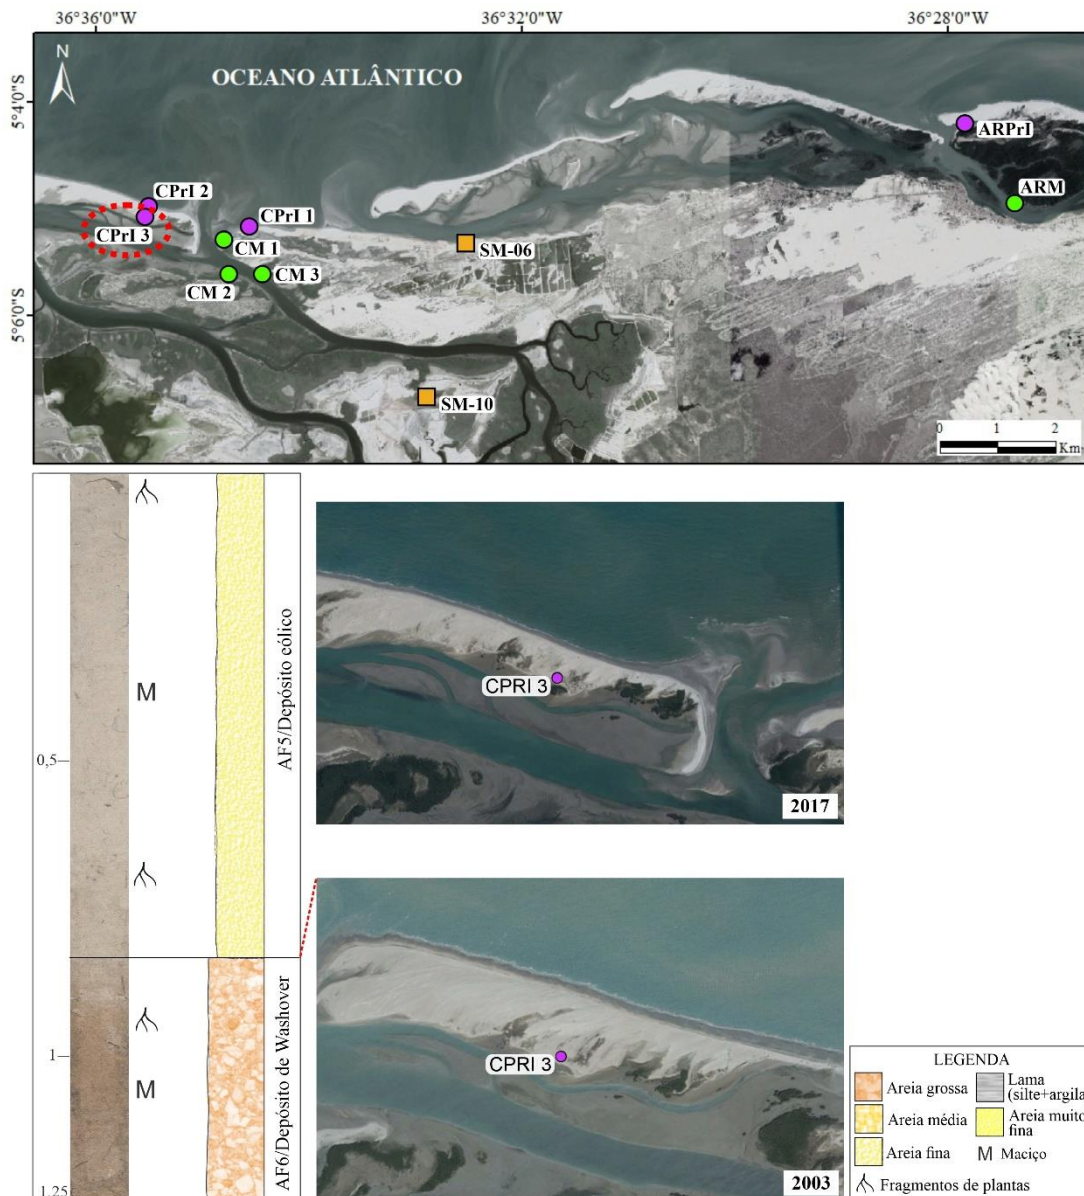 36°36'0"W
36°32'0"W
36°28'0"W
N
OCEANO ATLÂNTICO
5°4'0"S
ARPrI
CPrI 2
ARM
CPrI 3
CPrI 1
CM 1
SM-06
CM 2
CM 3
5°6'0"S
SM-10
0 1 2
Km
M
0,5
AF5/Depósito eólico
CPRI 3
2017
AF6/Depósito de Washover
1
M
1,25
CPRI 3
2003
LEGENDA
Areia grossa
Lama
(silte+argila
Areia média
Areia muito
fina
Areia fina
M Maciço
Fragmentos de plantas